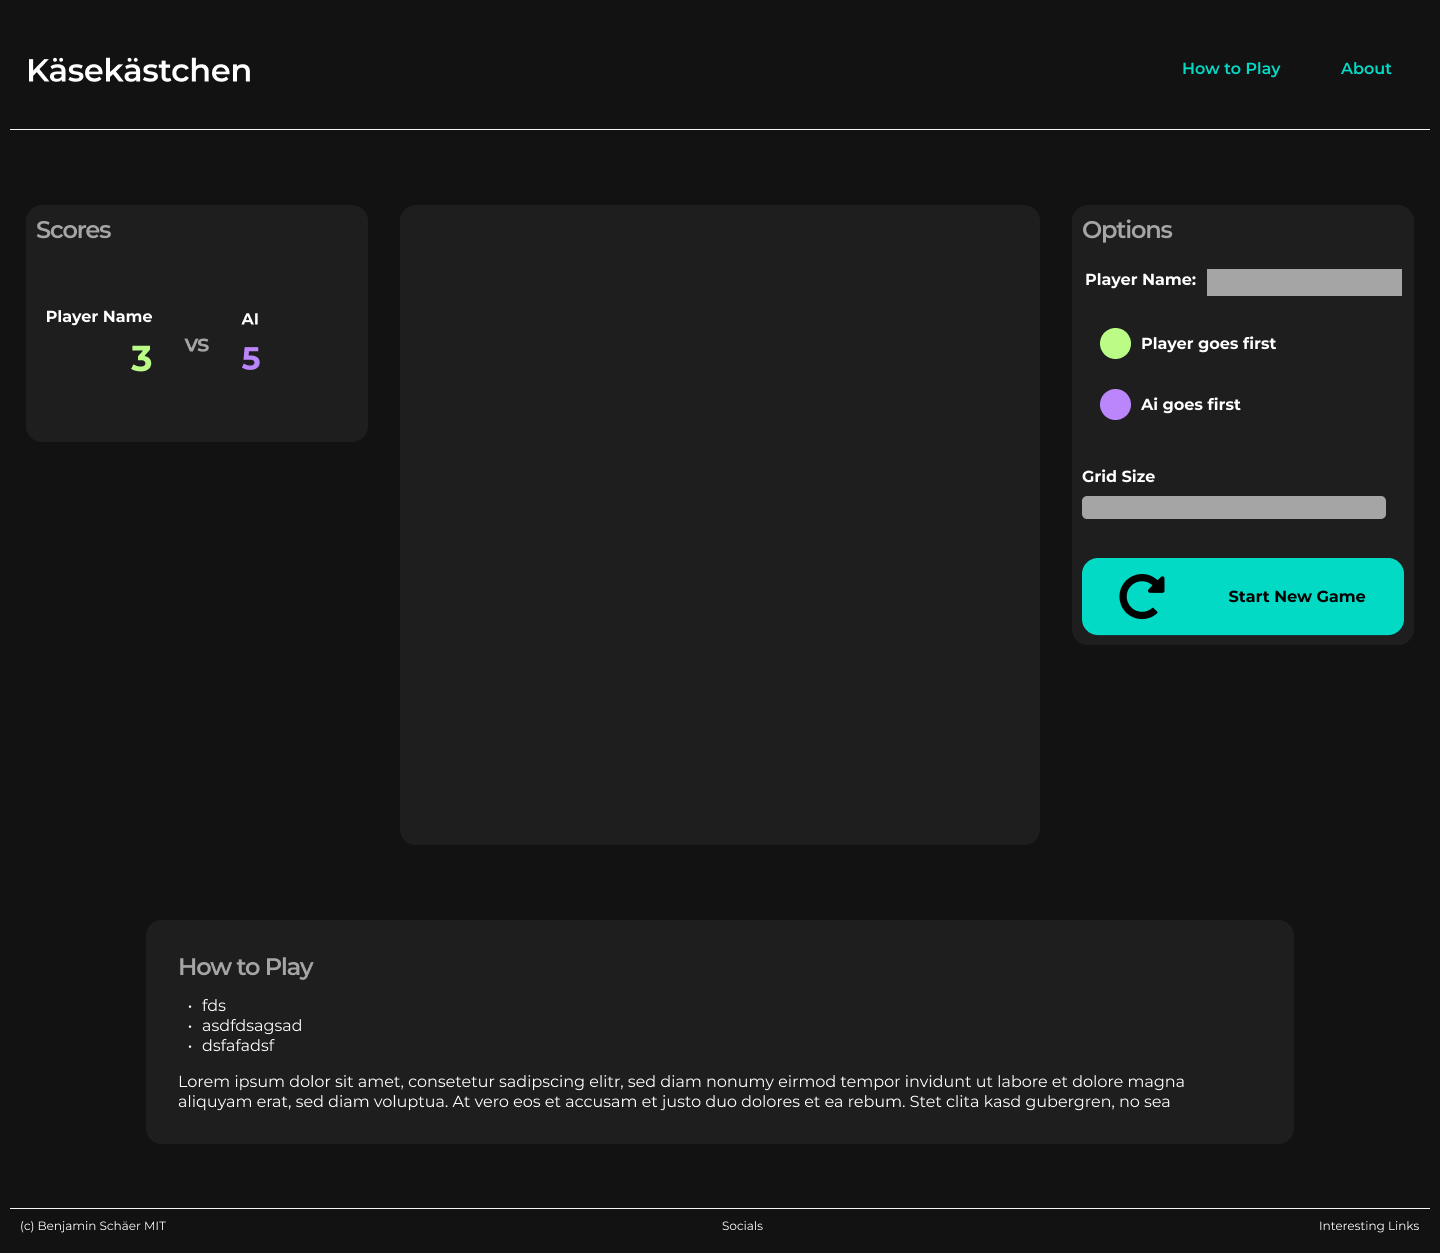 Käsekästchen
How to Play
About
Scores
Player Name
3
VS
AI
5
Options
Player Name:
Player goes first
Ai goes first
Grid Size
Start New Game
How to Play
• fds
• asdfdsagsad
• dsfafadsf
Lorem ipsum dolor sit amet, consetetur sadipscing elitr, sed diam nonumy eirmod tempor invidunt ut labore et dolore magna
aliquyam erat, sed diam voluptua. At vero eos et accusam et justo duo dolores et ea rebum. Stet clita kasd gubergren, no sea
(c) Benjamin Schäer MIT
Socials
Interesting Links